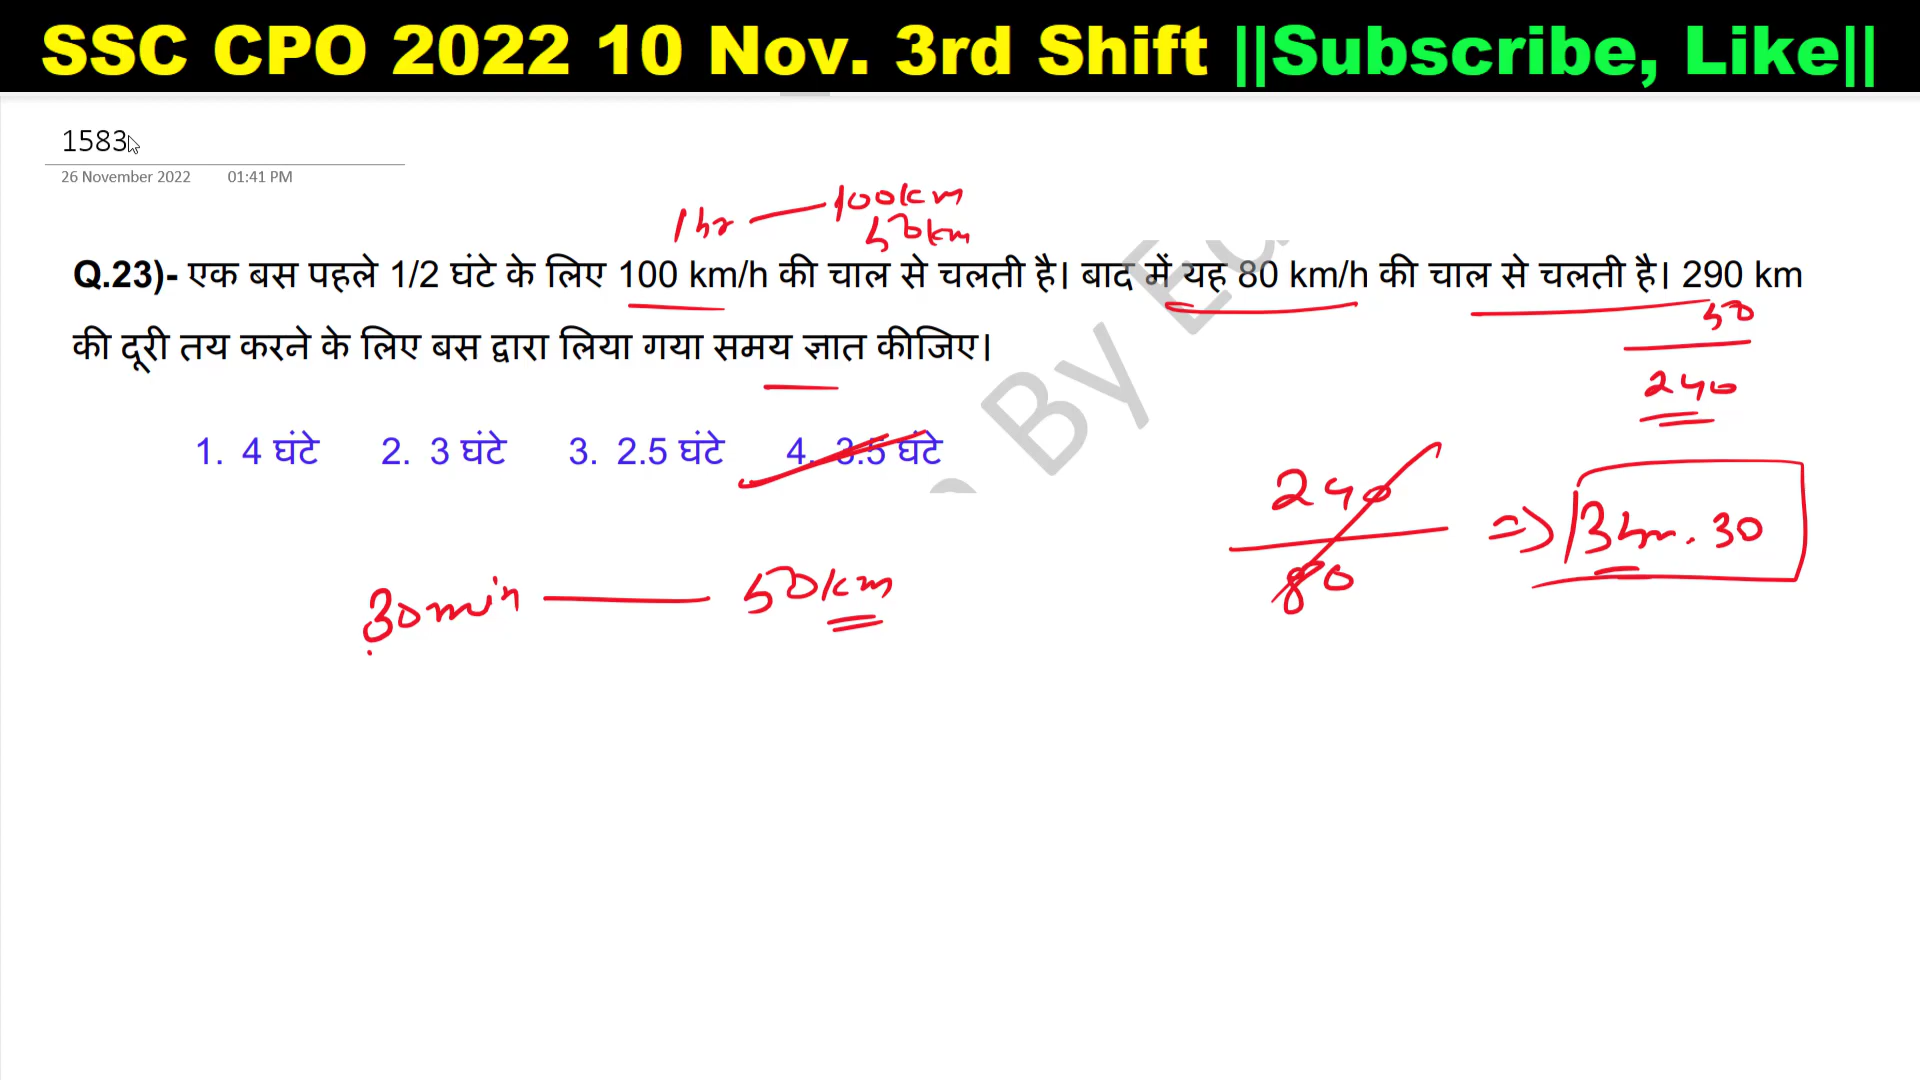 SSC CPO 2022 10 Nov. 3rd Shift ||Subscribe, Like||
1583
26 November 2022 01:41 PM
1hr — 100km
50km
Q.23)- एक बस पहले 1/2 घंटे के लिए 100 km/h की चाल से चलती है। बाद में यह 80 km/h की चाल से चलती है। 290 km
50
की दूरी तय करने के लिए बस द्वारा लिया गया समय ज्ञात कीजिए।
240
1. 4 घंटे 2. 3 घंटे 3. 2.5 घंटे 4. 3.5 घंटे
240
80
⇒ 3hr. 30
30min — 50km
By